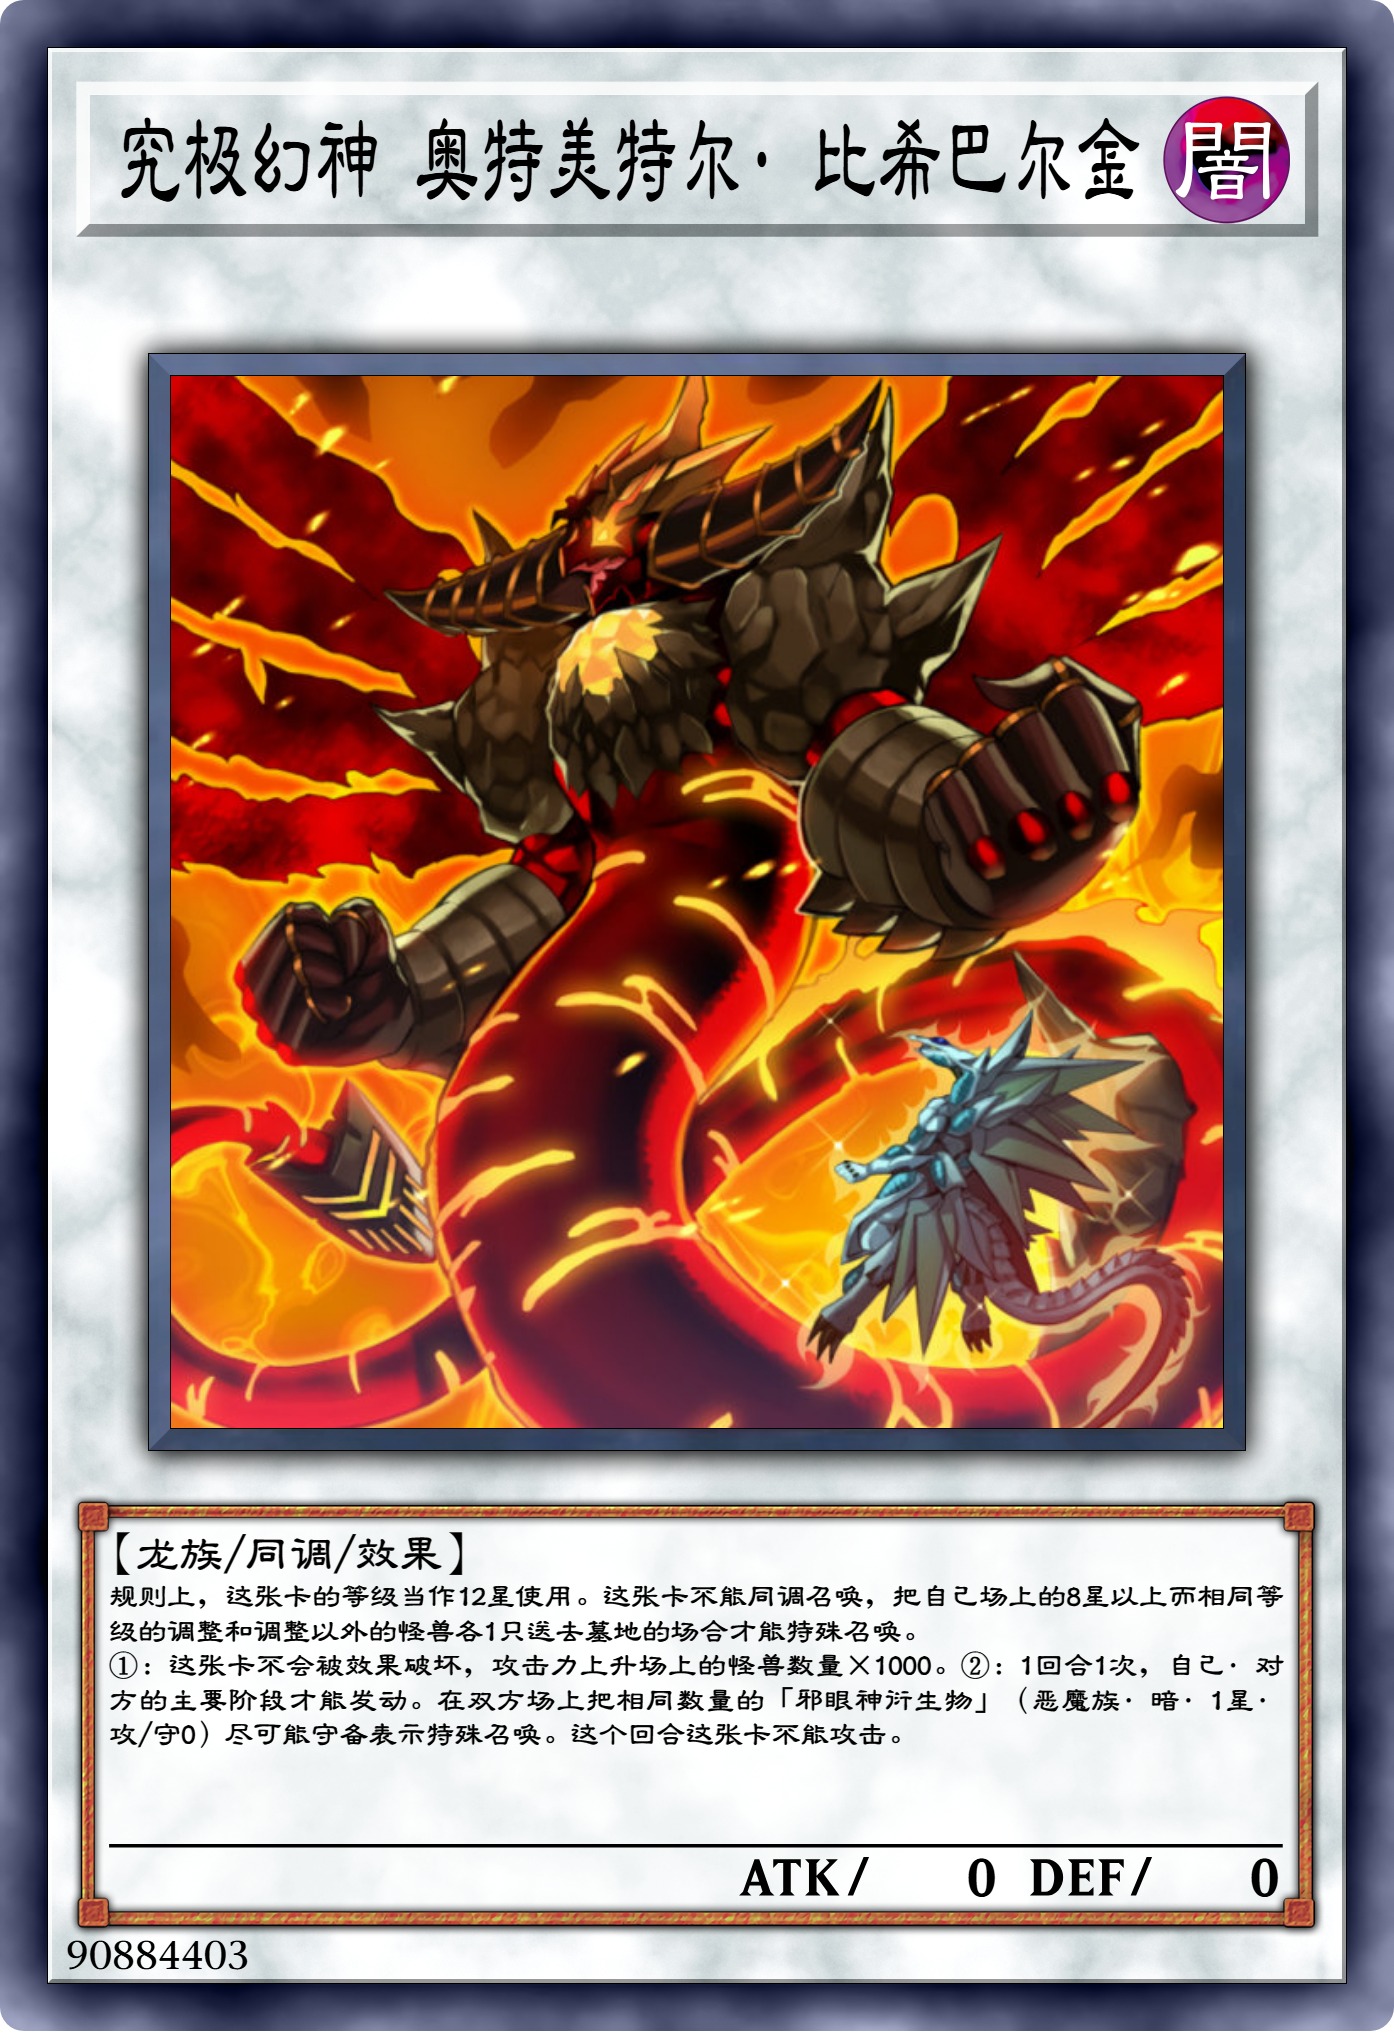 究极幻神 奥特美特尔·比希巴尔金
闇
【龙族/同调/效果】
规则上，这张卡的等级当作12星使用。这张卡不能同调召唤，把自己场上的8星以上而相同等
级的调整和调整以外的怪兽各1只送去墓地的场合才能特殊召唤。
①：这张卡不会被效果破坏，攻击力上升场上的怪兽数量×1000。②：1回合1次，自己·对
方的主要阶段才能发动。在双方场上把相同数量的「邪眼神衍生物」（恶魔族·暗·1星·
攻/守0）尽可能守备表示特殊召唤。这个回合这张卡不能攻击。
ATK/ 0 DEF/ 0
90884403